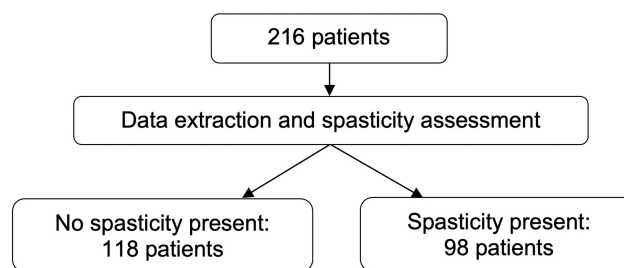 216 patients
Data extraction and spasticity assessment
No spasticity present:
118 patients
Spasticity present:
98 patients